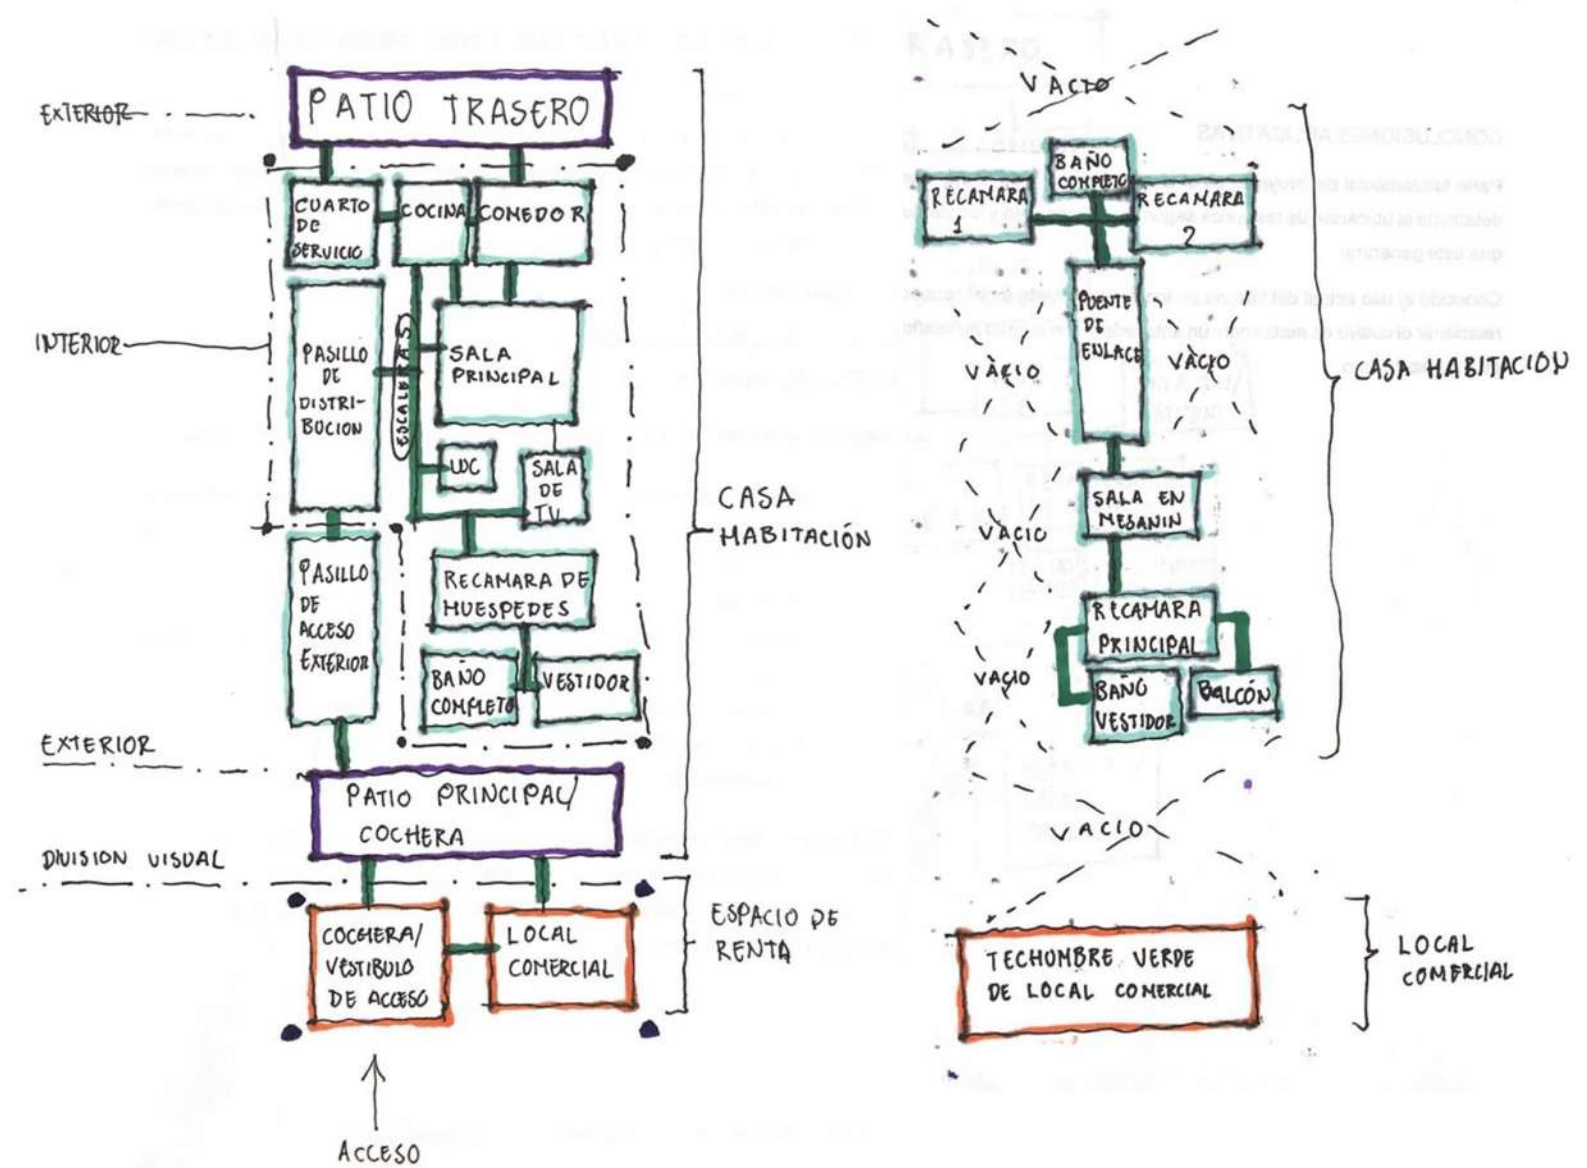 EXTERIOR
PATIO TRASERO
CUARTO
DE
SERVICIO
COCINA
COMEDOR
INTERIOR
PASILLO
DE
DISTRI-
BUCION
ESCALERAS
SALA
PRINCIPAL
WC
SALA
DE
TV
CASA
HABITACIÓN
PASILLO
DE
ACCESO
EXTERIOR
RECAMARA DE
HUESPEDES
BAÑO
COMPLETO
VESTIDOR
EXTERIOR
PATIO PRINCIPAL/
COCHERA
DIVISION VISUAL
COCHERA/
VESTIBULO
DE ACCESO
LOCAL
COMERCIAL
ESPACIO DE
RENTA
ACCESO
VACIO
BAÑO
COMPLETO
RECAMARA
1
RECAMARA
2
PUENTE
DE
ENLACE
VACIO
VACIO
CASA HABITACIÓN
SALA EN
MESANIN
VACIO
RECAMARA
PRINCIPAL
VACIO
BAÑO
VESTIDOR
BALCÓN
VACIO
TECHUMBRE VERDE
DE LOCAL COMERCIAL
LOCAL
COMERCIAL